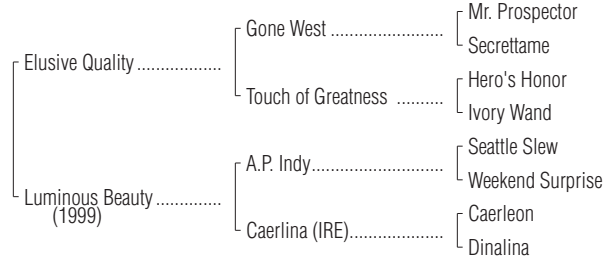 Mr. Prospector
Gone West ......................
Secrettame
Elusive Quality .................
Hero's Honor
Touch of Greatness ..........
Ivory Wand
Seattle Slew
A.P. Indy..........................
Weekend Surprise
Luminous Beauty ..............
(1999)
Caerleon
Caerlina (IRE)...................
Dinalina